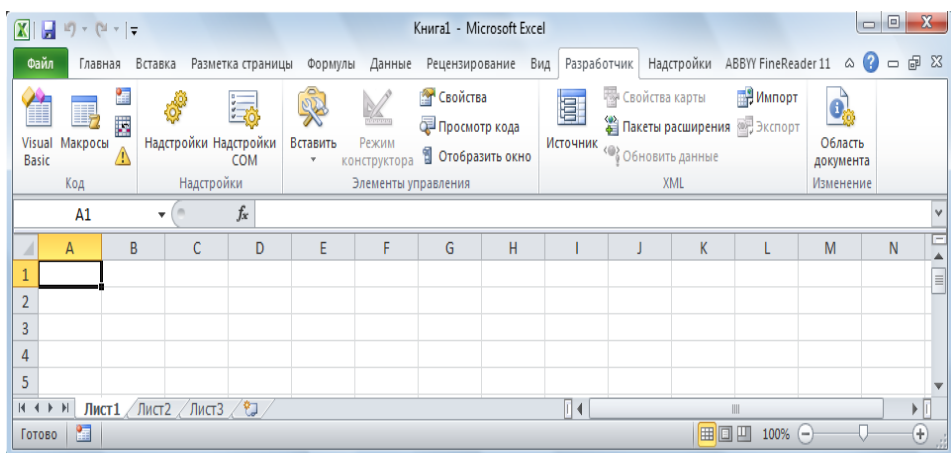 Книга1 - Microsoft Excel
Файл Главная Вставка Разметка страницы Формулы Данные Рецензирование Вид Разработчик Надстройки ABBYY FineReader 11
Visual Basic
Макросы
Код
Надстройки
Надстройки COM
Надстройки
Вставить
Режим конструктора
Свойства
Просмотр кода
Отобразить окно
Элементы управления
Источник
Свойства карты
Пакеты расширения
Обновить данные
Импорт
Экспорт
XML
Область документа
Изменение
A1 fx
A B C D E F G H I J K L M N
1
2
3
4
5
Лист1 Лист2 Лист3
Готово 100%